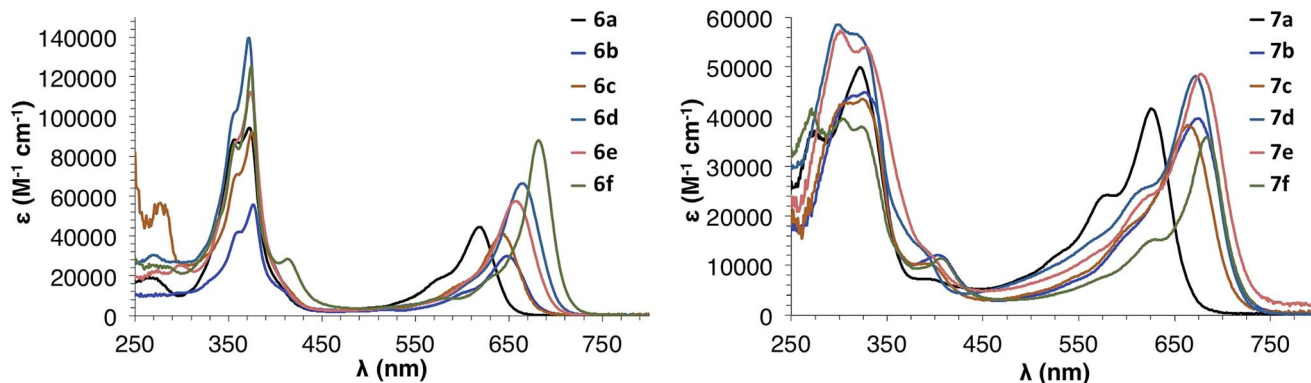 ε (M⁻¹ cm⁻¹)
140000
120000
100000
80000
60000
40000
20000
0
250 350 450 550 650 750
λ (nm)
6a
6b
6c
6d
6e
6f
ε (M⁻¹ cm⁻¹)
60000
50000
40000
30000
20000
10000
0
250 350 450 550 650 750
λ (nm)
7a
7b
7c
7d
7e
7f